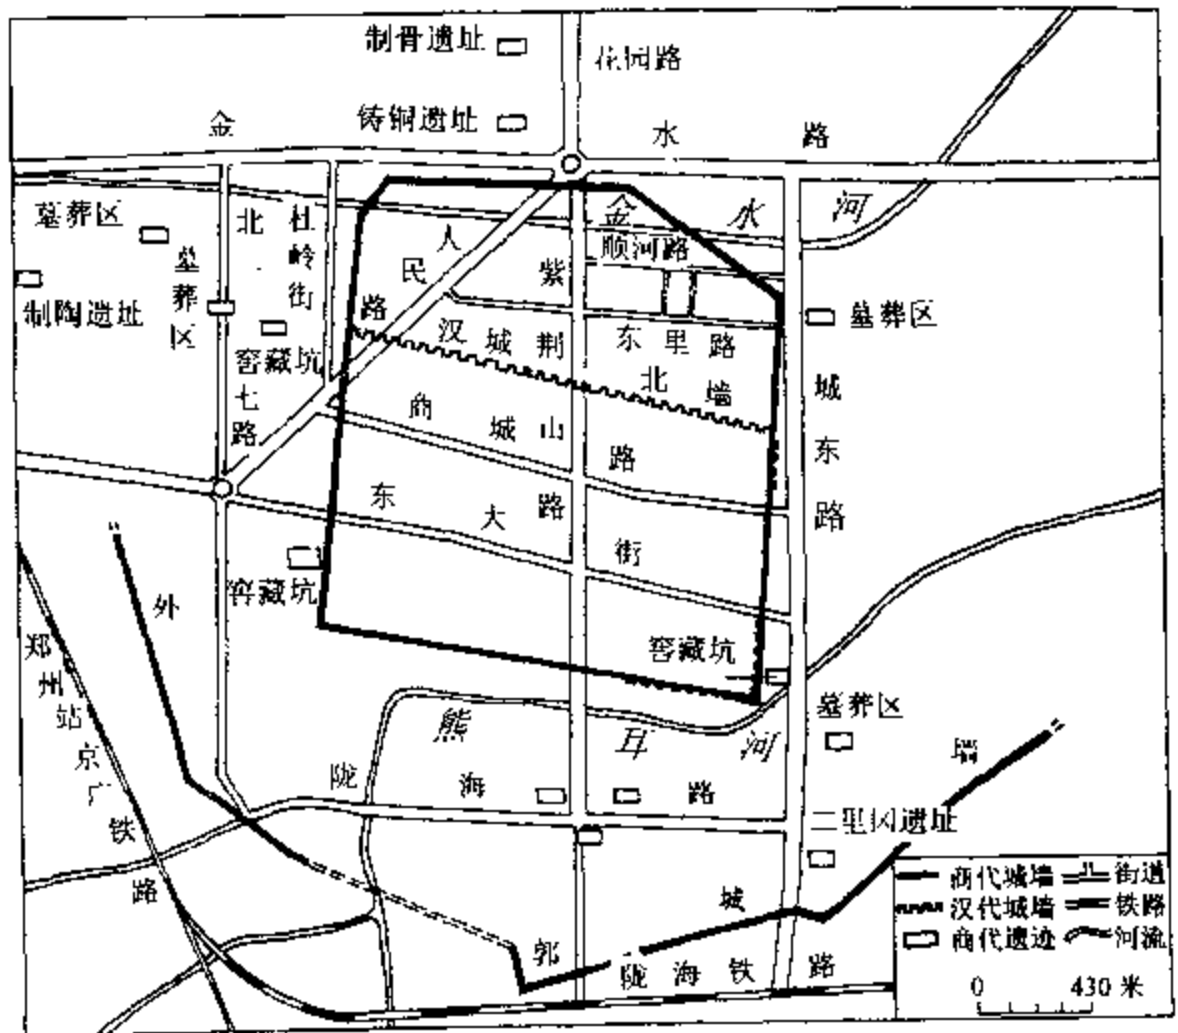 制骨遗址
花园路
铸铜遗址
金水路
墓葬区
北
杜岭街
金水河
人民路
顺河路
墓葬区
紫荆山路
制陶遗址
窖藏坑
汉城北墙
东里路
墓葬区
七路
商城路
城东路
东大街
窖藏坑
外郭城墙
郑州站
京广铁路
窖藏坑
墓葬区
熊耳河
陇海路
二里冈遗址
陇海铁路
商代城墙 街道
汉代城墙 铁路
商代遗迹 河流
0 430 米